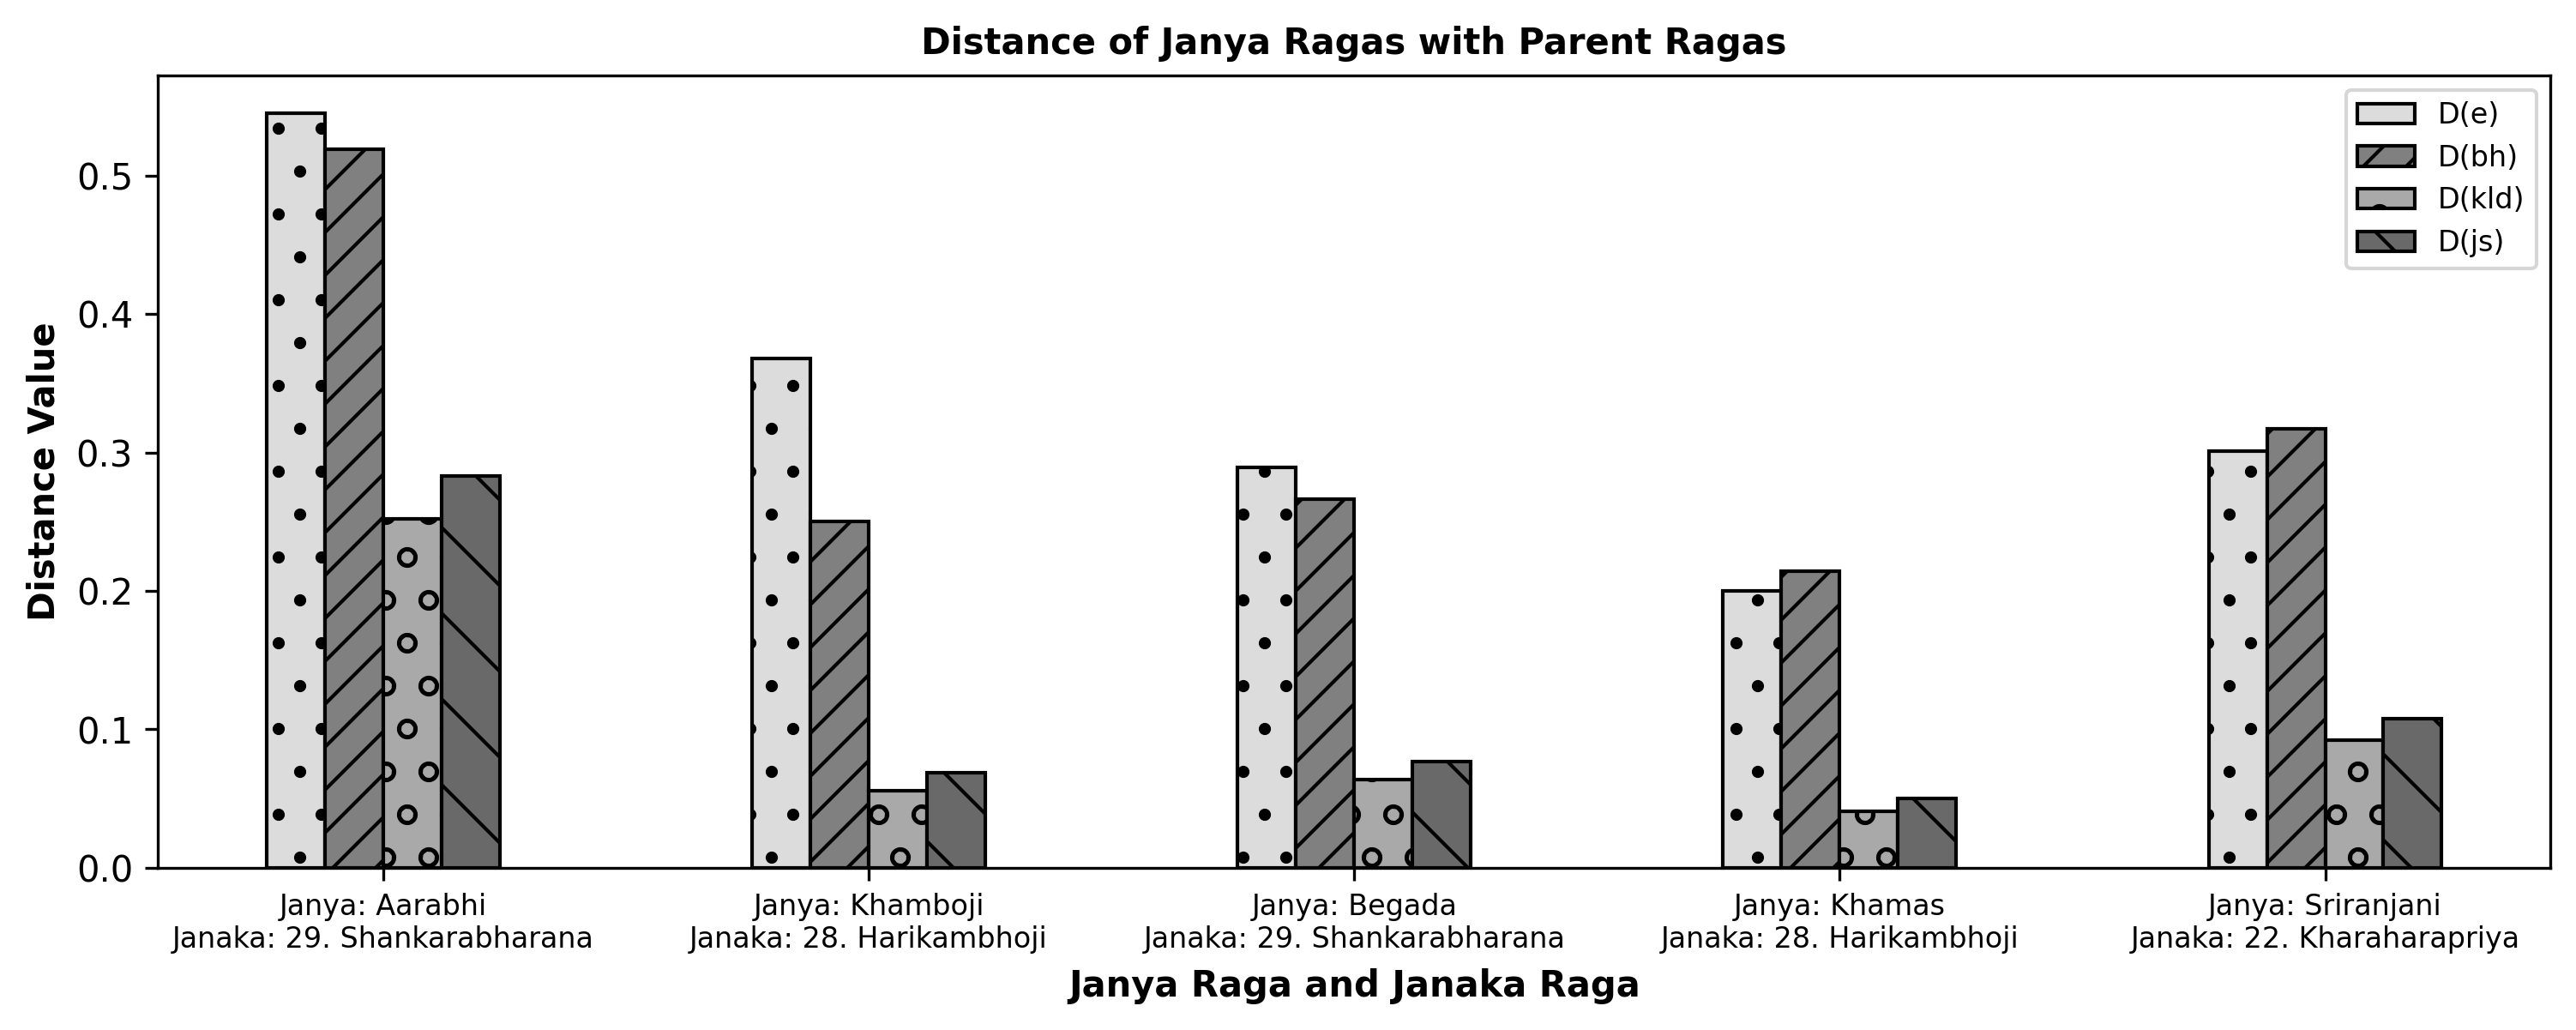 Distance of Janya Ragas with Parent Ragas
Distance Value
0.5
0.4
0.3
0.2
0.1
0.0
D(e)
D(bh)
D(kld)
D(js)
Janya: Aarabhi
Janaka: 29. Shankarabharana
Janya: Khamboji
Janaka: 28. Harikambhoji
Janya: Begada
Janaka: 29. Shankarabharana
Janya: Khamas
Janaka: 28. Harikambhoji
Janya: Sriranjani
Janaka: 22. Kharaharapriya
Janya Raga and Janaka Raga